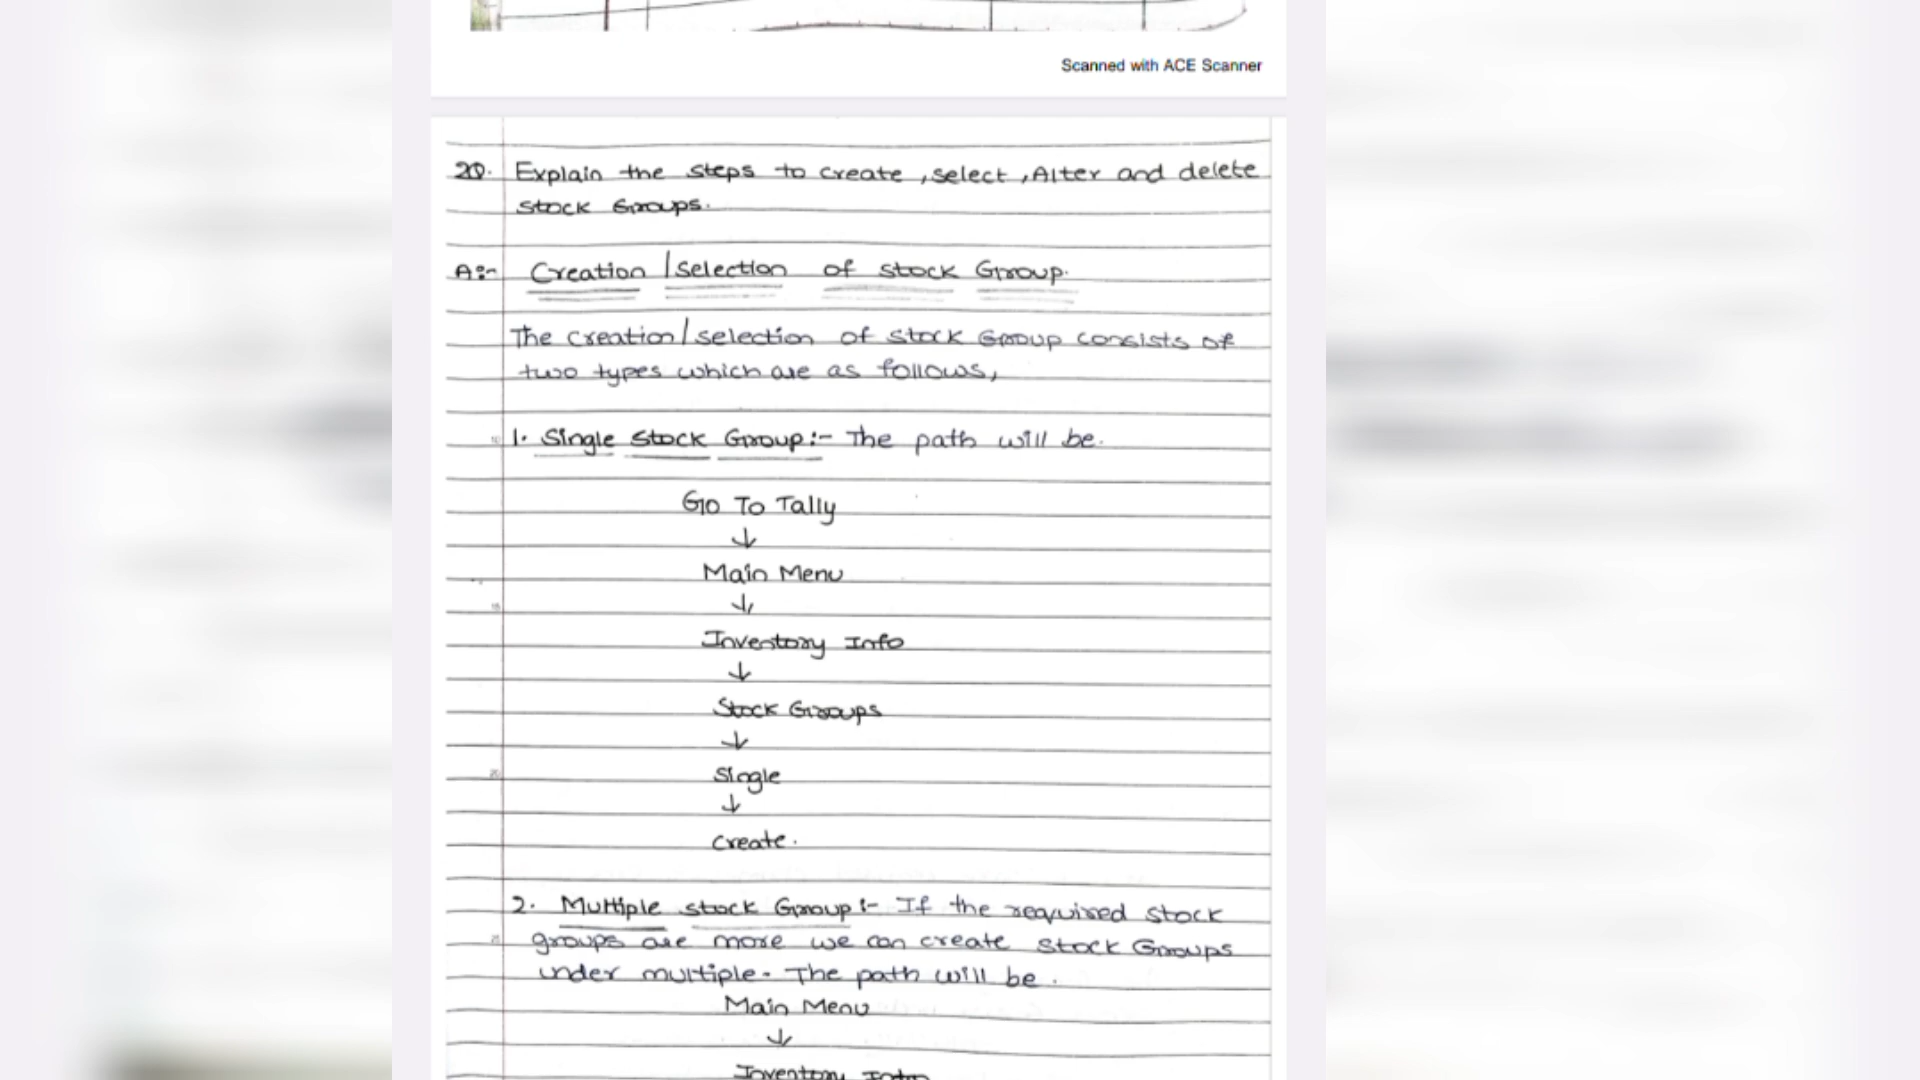 Scanned with ACE Scanner
20. Explain the steps to create, select, Alter and delete
stock Groups.
A:- Creation/selection of stock Group.
The creation/selection of stock Group consists of
two types which are as follows,
1. Single stock Group:- The path will be.
Go To Tally
↓
Main Menu
↓
Inventory Info
↓
Stock Groups
↓
Single
↓
Create.
2. Multiple stock Group:- If the required stock
groups are more we can create stock Groups
under multiple. The path will be.
Main Menu
↓
Inventory Info